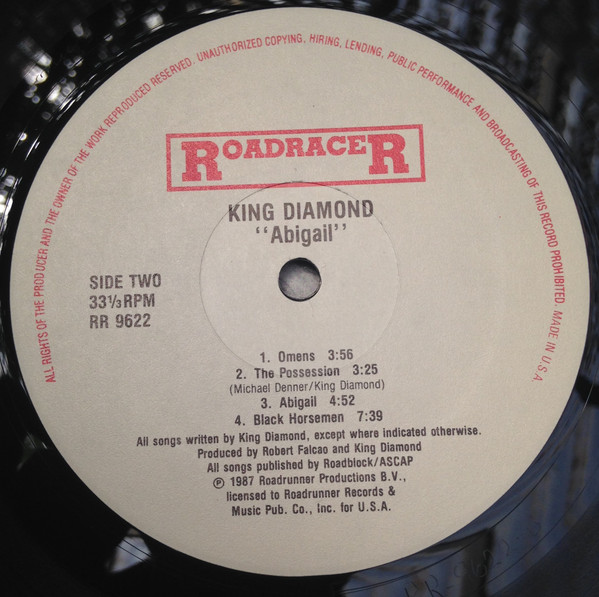 ALL RIGHTS OF THE PRODUCER AND THE OWNER OF THE WORK REPRODUCED RESERVED. UNAUTHORIZED COPYING, HIRING, LENDING, PUBLIC PERFORMANCE AND BROADCASTING OF THIS RECORD PROHIBITED. MADE IN U.S.A.
ROADRACER
KING DIAMOND
"Abigail"
SIDE TWO
33⅓ RPM
RR 9622
1. Omens 3:56
2. The Possession 3:25
(Michael Denner/King Diamond)
3. Abigail 4:52
4. Black Horsemen 7:39
All songs written by King Diamond, except where indicated otherwise.
Produced by Robert Falcao and King Diamond
All songs published by Roadblock/ASCAP
℗ 1987 Roadrunner Productions B.V.,
licensed to Roadrunner Records &
Music Pub. Co., Inc. for U.S.A.